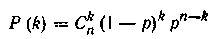 P (k) = C_n^k (1 − p)^k p^{n−k}